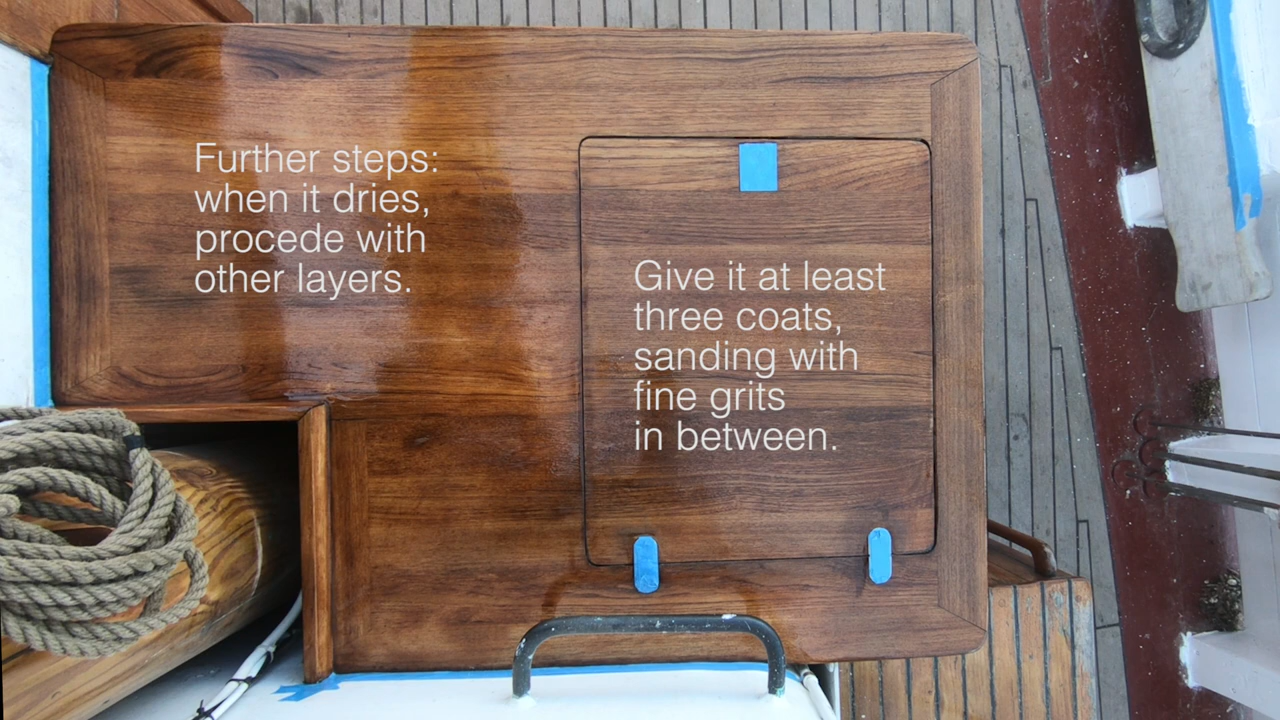 Further steps:
when it dries,
procede with
other layers.
Give it at least
three coats,
sanding with
fine grits
in between.